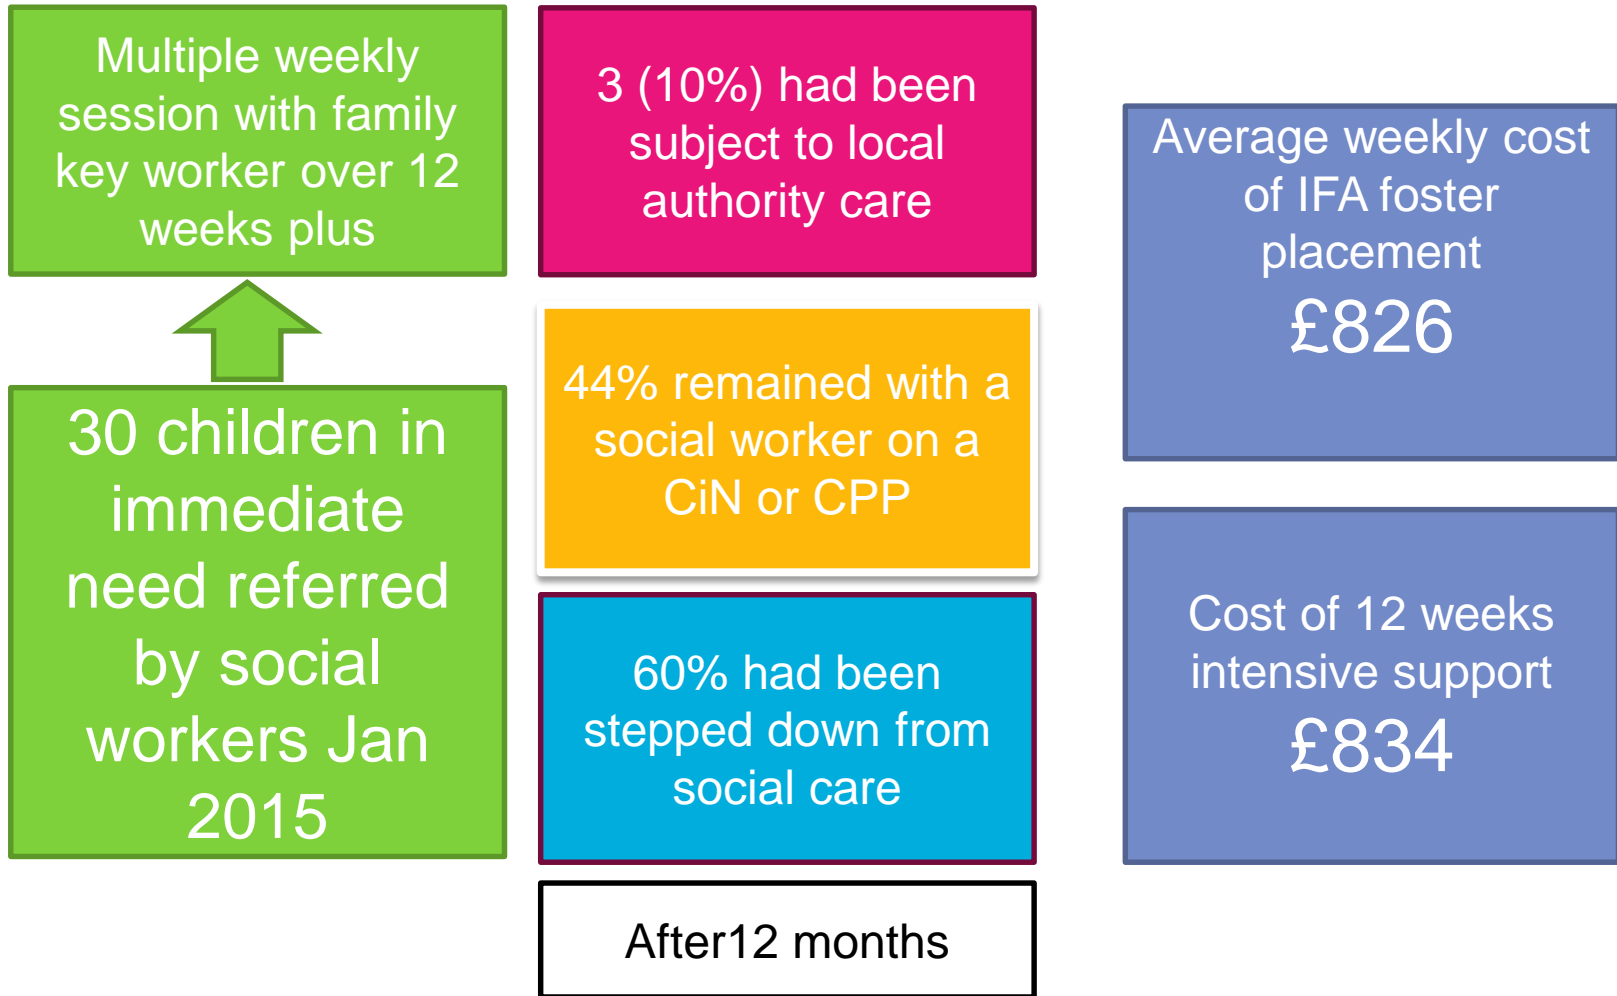 Multiple weekly
session with family
key worker over 12
weeks plus
30 children in
immediate
need referred
by social
workers Jan
2015
3 (10%) had been
subject to local
authority care
44% remained with a
social worker on a
CiN or CPP
60% had been
stepped down from
social care
After12 months
Average weekly cost
of IFA foster
placement
£826
Cost of 12 weeks
intensive support
£834